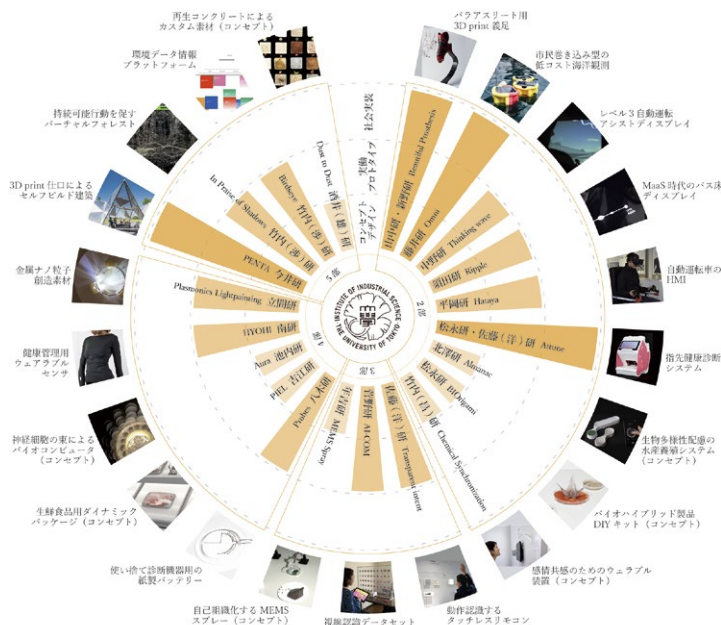 再生コンクリートによる
カスタム素材（コンセプト）
環境データ情報
プラットフォーム
持続可能行動を促す
バーチャルフォレスト
3D print 仕口による
セルフビルド建築
金属ナノ粒子
創造素材
健康管理用
ウェアラブル
センサ
神経細胞の束による
バイオコンピュータ
（コンセプト）
生鮮食品用ダイナミック
パッケージ（コンセプト）
使い捨て診断機器用の
紙製バッテリー
自己組織化する MEMS
スプレー（コンセプト）
視線認識データセット
動作認識する
タッチレスリモコン
感情共感のためのウェラブル
装置（コンセプト）
バイオハイブリッド製品
DIY キット（コンセプト）
生物多様性配慮の
水産養殖システム
（コンセプト）
指先健康診断
システム
自動運転車の
HMI
MaaS 時代のバス床
ディスプレイ
レベル3自動運転
アシストディスプレイ
市民巻き込み型の
低コスト海洋観測
パラアスリート用
3D print 義足
社会実装
実働
プロトタイプ
コンセプト
デザイン
山中研・新野研 Beautiful Prosthesis
藤井研 Omni
中野研 Thinking wave
須田研 Ripple
平岡研 Hataya
松永研・佐藤（洋）研 Attune
北澤研 Almanac
松永研 BIOrigami
竹内（昌）研 Chemical Synchronization
佐藤（洋）研 Transparent intent
菅野研 AI-COM
年吉研 MEMS Spray
八木研 Probes
吉江研 PIEL
池内研 Aura
南研 HYOHI
立間研 Plasmonics Lightpainting
今井研 PENTA
竹内（渉）研 In Praise of Shadows
竹内（渉）研 Birdseye
酒井（雄）研 Dust to Dust
2部
3部
4部
5部
INSTITUTE OF INDUSTRIAL SCIENCE
THE UNIVERSITY OF TOKYO